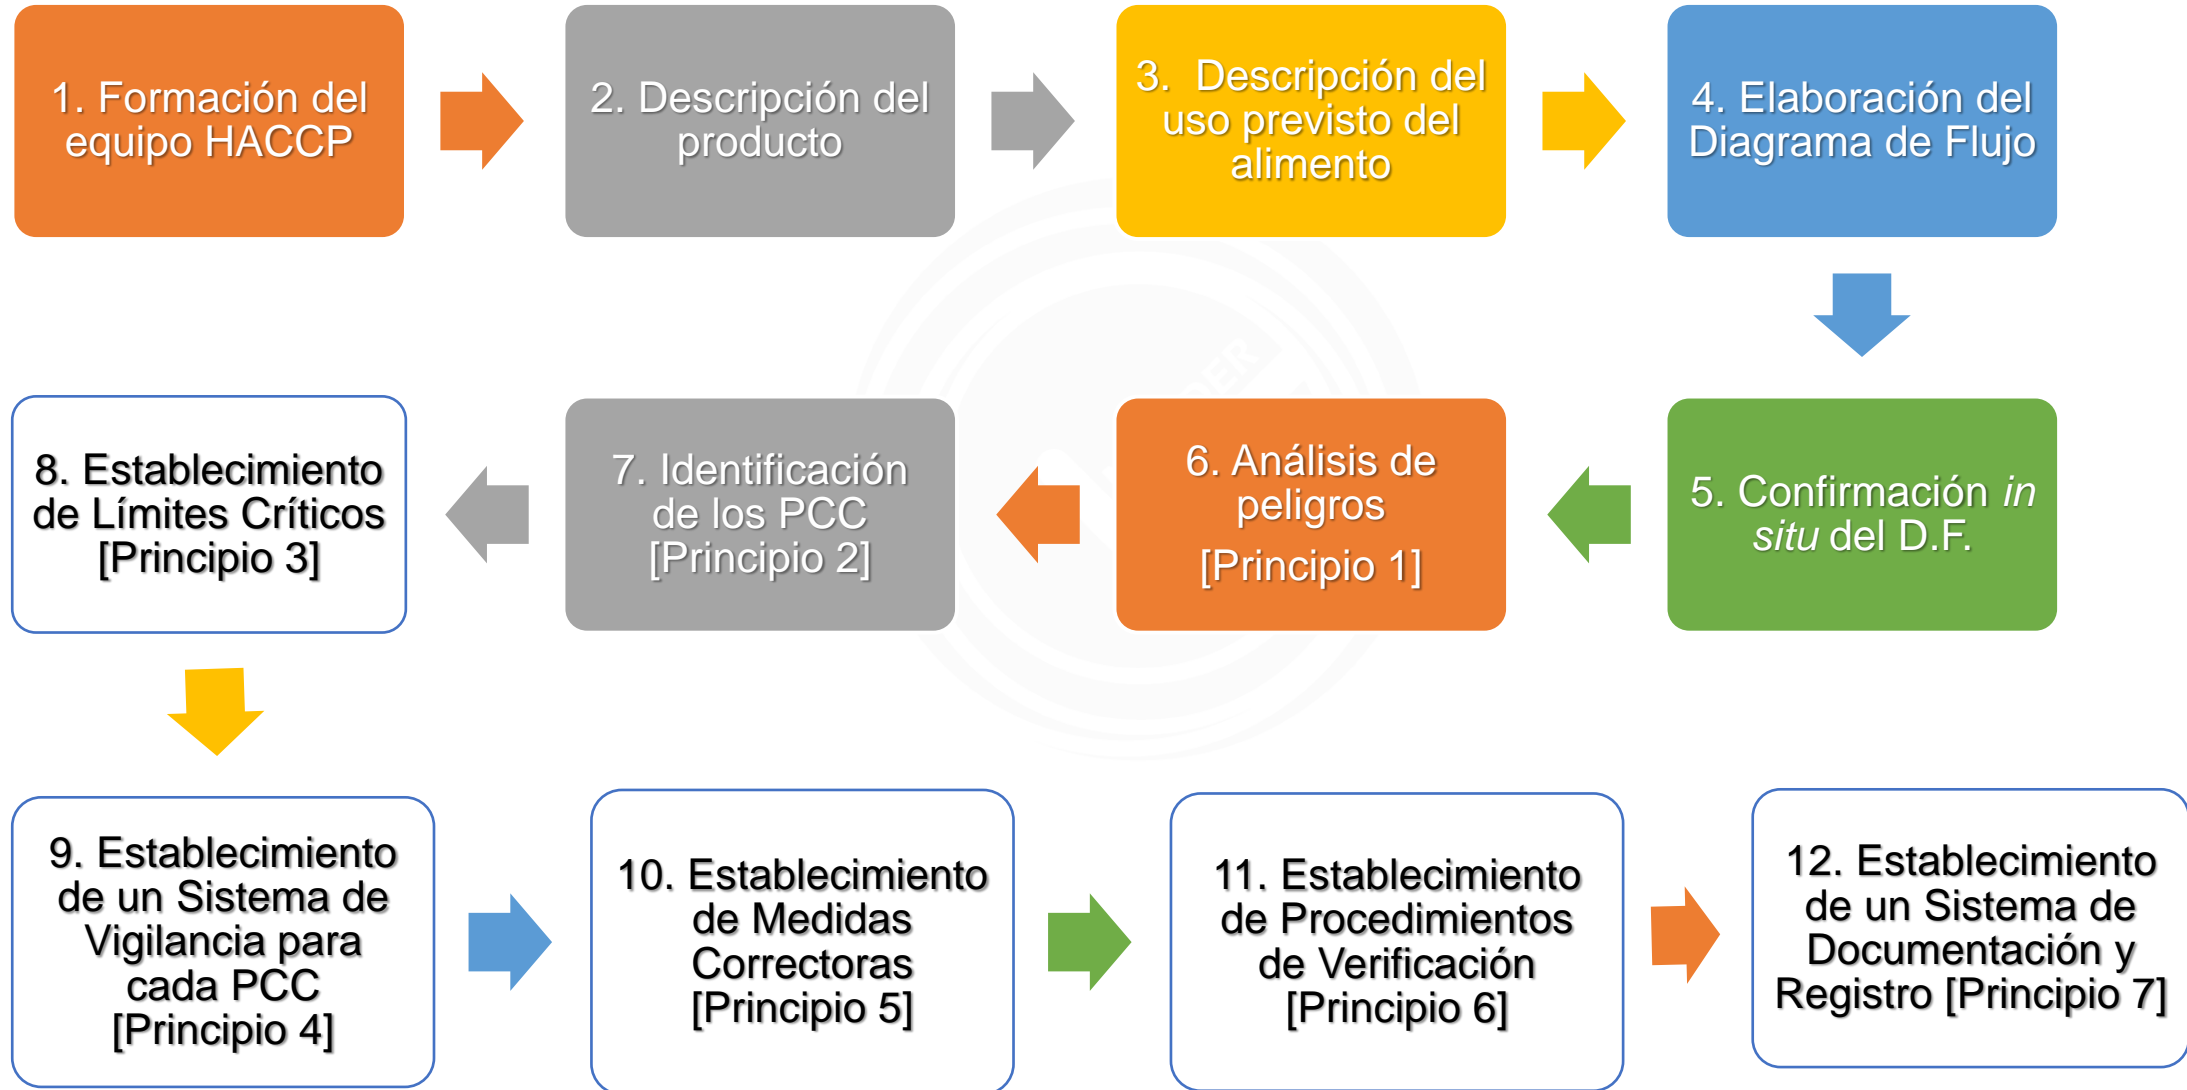 1. Formación del
equipo HACCP
2. Descripción del
producto
3. Descripción del
uso previsto del
alimento
4. Elaboración del
Diagrama de Flujo
5. Confirmación in
situ del D.F.
6. Análisis de
peligros
[Principio 1]
7. Identificación
de los PCC
[Principio 2]
8. Establecimiento
de Límites Críticos
[Principio 3]
9. Establecimiento
de un Sistema de
Vigilancia para
cada PCC
[Principio 4]
10. Establecimiento
de Medidas
Correctoras
[Principio 5]
11. Establecimiento
de Procedimientos
de Verificación
[Principio 6]
12. Establecimiento
de un Sistema de
Documentación y
Registro [Principio 7]